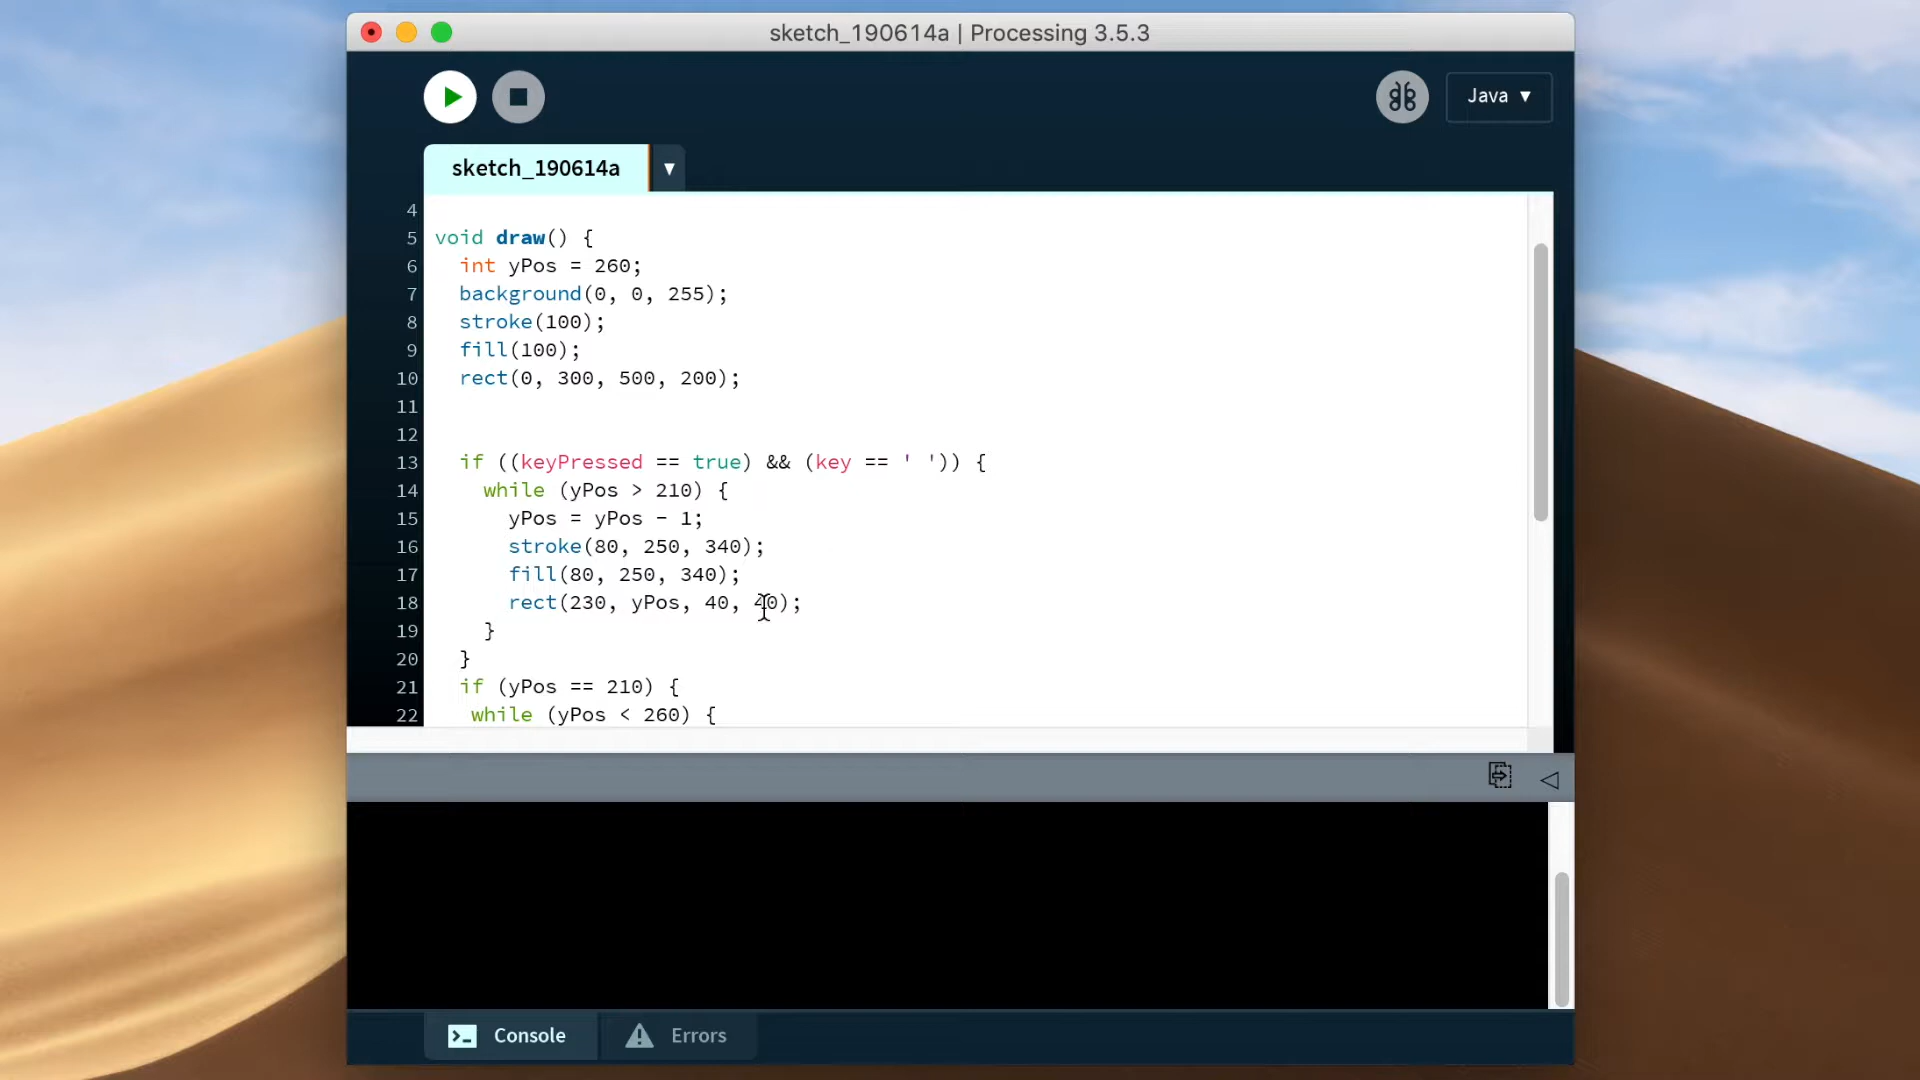 sketch_190614a | Processing 3.5.3
Java ▼
sketch_190614a ▼
4
5 void draw() {
6 int yPos = 260;
7 background(0, 0, 255);
8 stroke(100);
9 fill(100);
10 rect(0, 300, 500, 200);
11
12
13 if ((keyPressed == true) && (key == ' ')) {
14 while (yPos > 210) {
15 yPos = yPos - 1;
16 stroke(80, 250, 340);
17 fill(80, 250, 340);
18 rect(230, yPos, 40, 40);
19 }
20 }
21 if (yPos == 210) {
22 while (yPos < 260) {
Console Errors